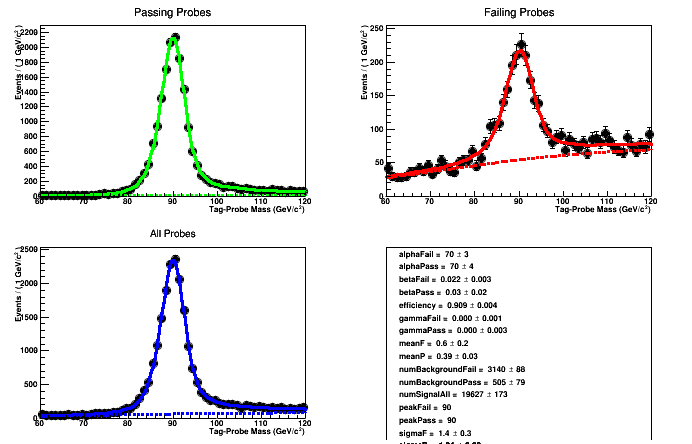 Passing Probes
Events / ( 1 GeV/c² )
2200
2000
1800
1600
1400
1200
1000
800
600
400
200
0
60 70 80 90 100 110 120
Tag-Probe Mass (GeV/c²)
Failing Probes
Events / ( 1 GeV/c² )
250
200
150
100
50
0
60 70 80 90 100 110 120
Tag-Probe Mass (GeV/c²)
All Probes
Events / ( 1 GeV/c² )
2500
2000
1500
1000
500
0
60 70 80 90 100 110 120
Tag-Probe Mass (GeV/c²)
alphaFail = 70 ± 3
alphaPass = 70 ± 4
betaFail = 0.022 ± 0.003
betaPass = 0.03 ± 0.02
efficiency = 0.909 ± 0.004
gammaFail = 0.000 ± 0.001
gammaPass = 0.000 ± 0.003
meanF = 0.6 ± 0.2
meanP = 0.39 ± 0.03
numBackgroundFail = 3140 ± 88
numBackgroundPass = 505 ± 79
numSignalAll = 19627 ± 173
peakFail = 90
peakPass = 90
sigmaF = 1.4 ± 0.3